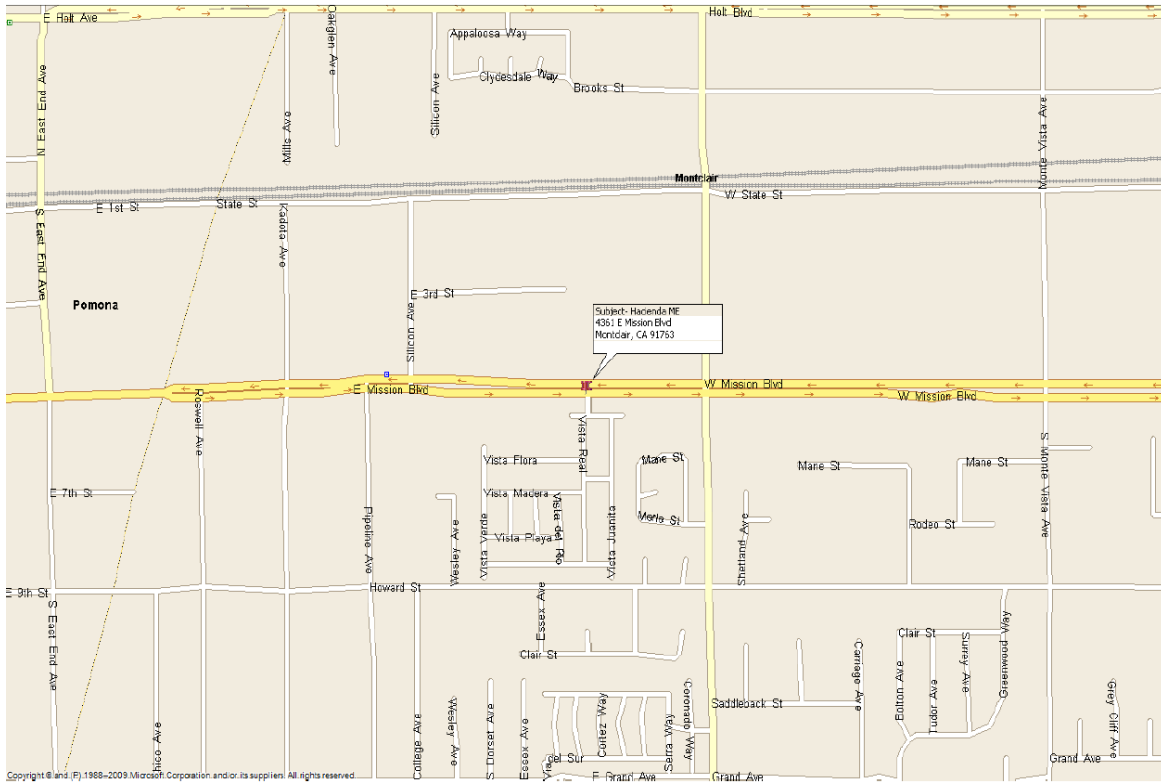 E Holt Ave
Holt Blvd
Oakglen Ave
Appaloosa Way
Clydesdale Way
Brooks St
N East End Ave
Mills Ave
Silicon Ave
Monte Vista Ave
Montclair
W State St
E 1st St
State St
S East End Ave
Kadota Ave
E 3rd St
Pomona
Silicon Ave
Subject- Hacienda ME
4361 E Mission Blvd
Montclair, CA 91763
E Mission Blvd
W Mission Blvd
W Mission Blvd
Roswell Ave
Vista Real
Vista Flora
Mane St
Mane St
Mane St
S Monte Vista Ave
E 7th St
Vista Madera
Vista del Rio
Vista Juanita
Merle St
Rodeo St
Pipeline Ave
Wesley Ave
Vista Verde
Vista Playa
Shetland Ave
E 9th St
Howard St
S East End Ave
Essex Ave
Clair St
Clair St
Carriage Ave
Bolton Ave
Tudor Ave
Surrey Ave
Greenwood Way
Saddleback St
Grey Cliff Ave
College Ave
Wesley Ave
S Dorset Ave
Essex Ave
Cortez Way
Serra Way
Coronado Way
del Sur
Grand Ave
E Grand Ave
Grand Ave
hico Ave
Copyright © and (P) 1988-2009 Microsoft Corporation and/or its suppliers. All rights reserved.